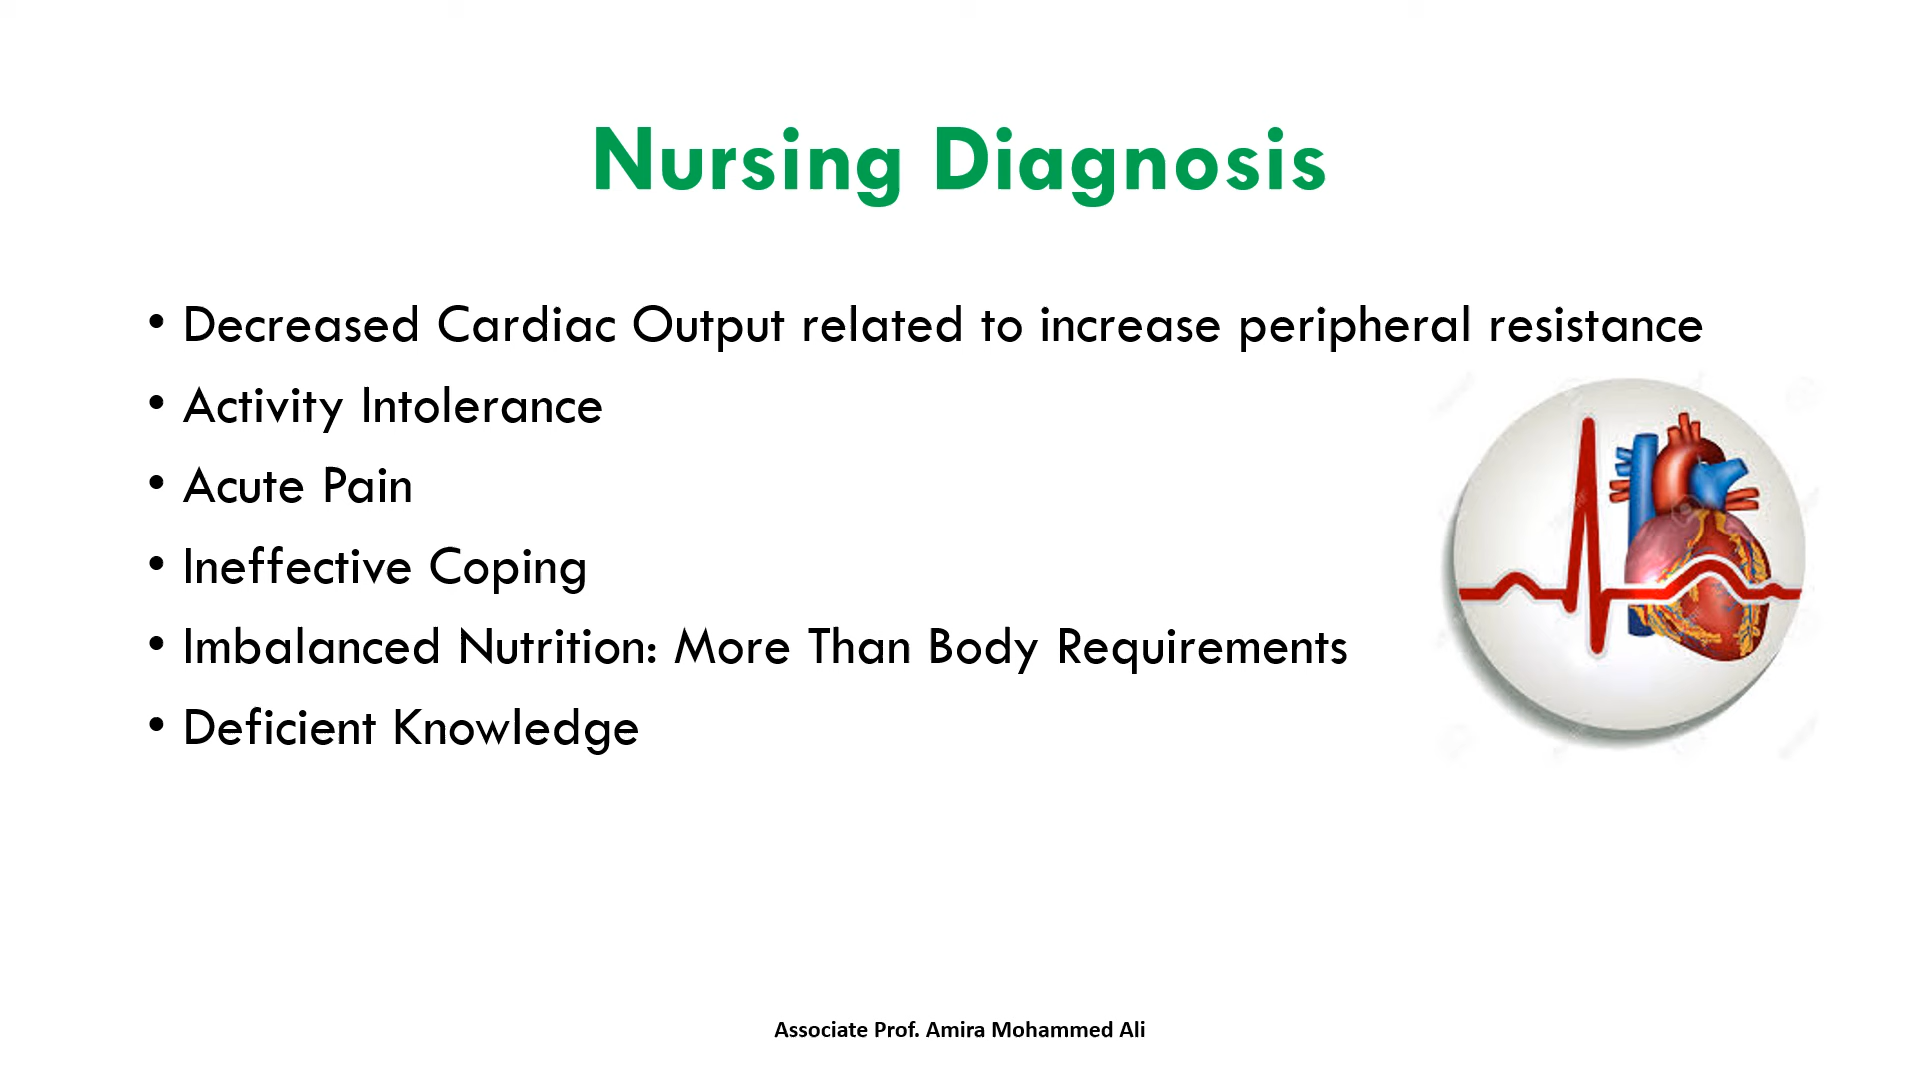 Nursing Diagnosis
• Decreased Cardiac Output related to increase peripheral resistance
• Activity Intolerance
• Acute Pain
• Ineffective Coping
• Imbalanced Nutrition: More Than Body Requirements
• Deficient Knowledge
Associate Prof. Amira Mohammed Ali